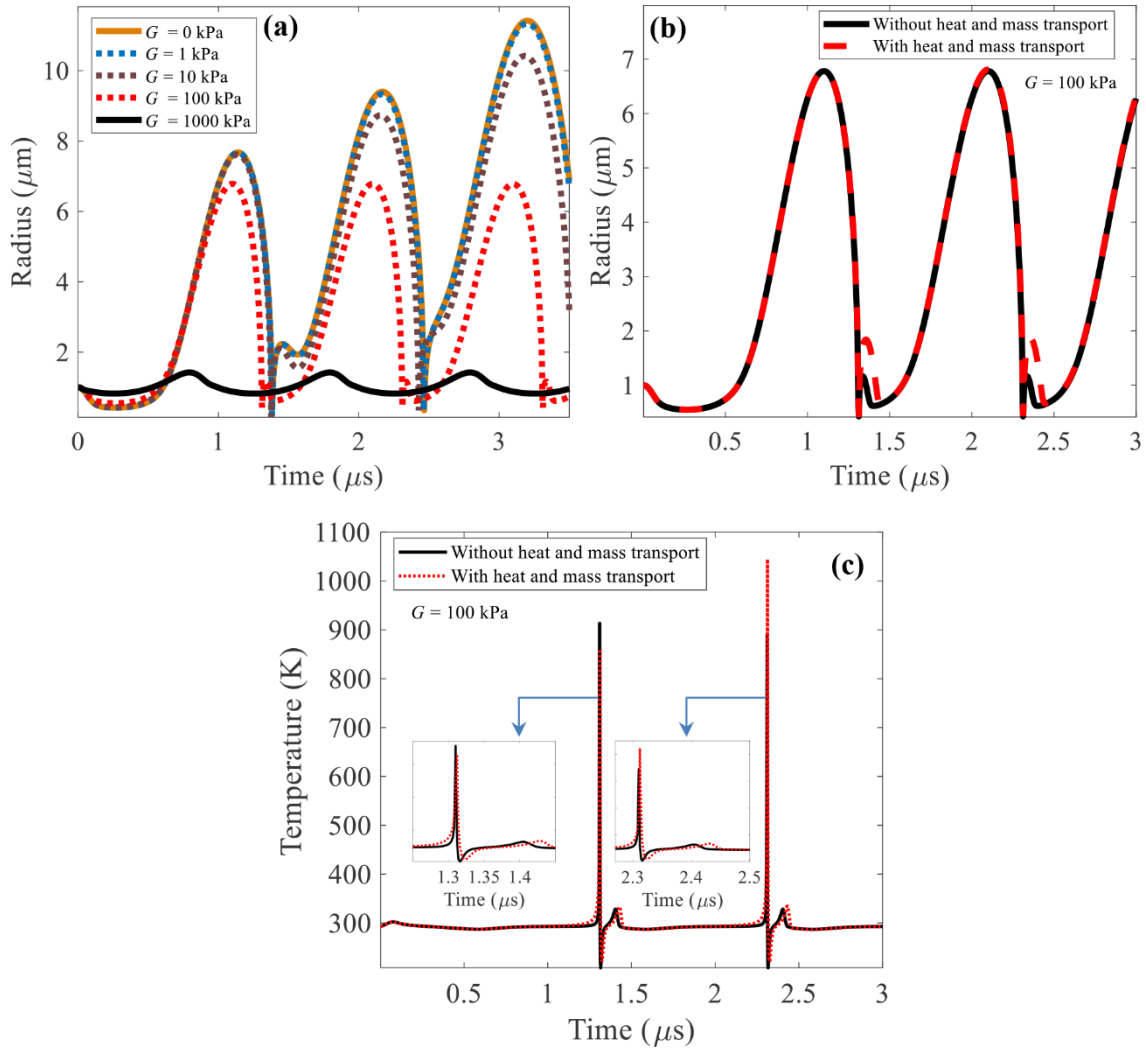 (a)
G = 0 kPa
G = 1 kPa
G = 10 kPa
G = 100 kPa
G = 1000 kPa
10
8
6
4
2
Radius (μm)
0
1
2
3
Time (μs)
(b)
Without heat and mass transport
With heat and mass transport
G = 100 kPa
7
6
5
4
3
2
1
Radius (μm)
0.5
1
1.5
2
2.5
3
Time (μs)
(c)
Without heat and mass transport
With heat and mass transport
G = 100 kPa
1100
1000
900
800
700
600
500
400
300
Temperature (K)
1.3
1.35
1.4
Time (μs)
2.3
2.4
2.5
Time (μs)
0.5
1
1.5
2
2.5
3
Time (μs)